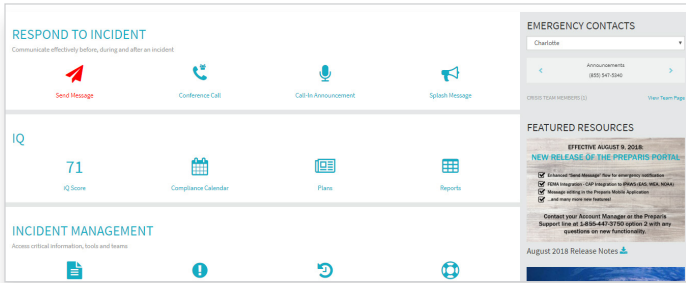 RESPOND TO INCIDENT
Communicate effectively before, during and after an incident
Send Message
Conference Call
Call-In Announcement
Splash Message
IQ
71
IQ Score
Compliance Calendar
Plans
Reports
INCIDENT MANAGEMENT
Access critical information, tools and teams
EMERGENCY CONTACTS
Charlotte
Announcements
(855) 547-5340
CRISIS TEAM MEMBERS (1)
View Team Page
FEATURED RESOURCES
EFFECTIVE AUGUST 9, 2018:
NEW RELEASE OF THE PREPARIS PORTAL
Enhanced "Send Message" flow for emergency notification
FEMA Integration - CAP Integration to IPAWS (EAS, WEA, NOAA)
Message editing in the Preparis Mobile Application
...and many more new features!
Contact your Account Manager or the Preparis
Support line at 1-855-447-3750 option 2 with any
questions on new functionality.
August 2018 Release Notes